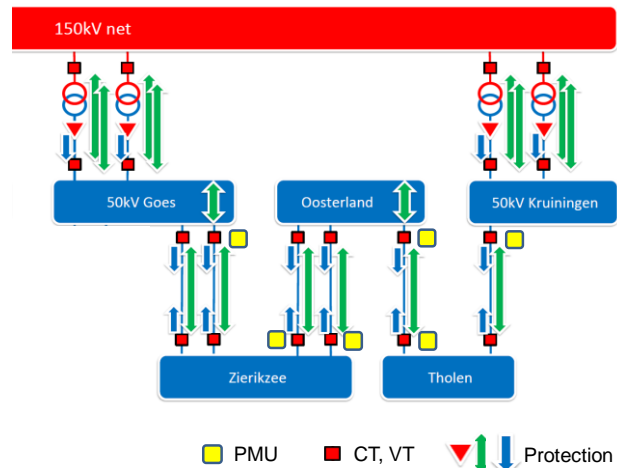 150kV net
50kV Goes
Oosterland
50kV Kruiningen
Zierikzee
Tholen
PMU
CT, VT
Protection